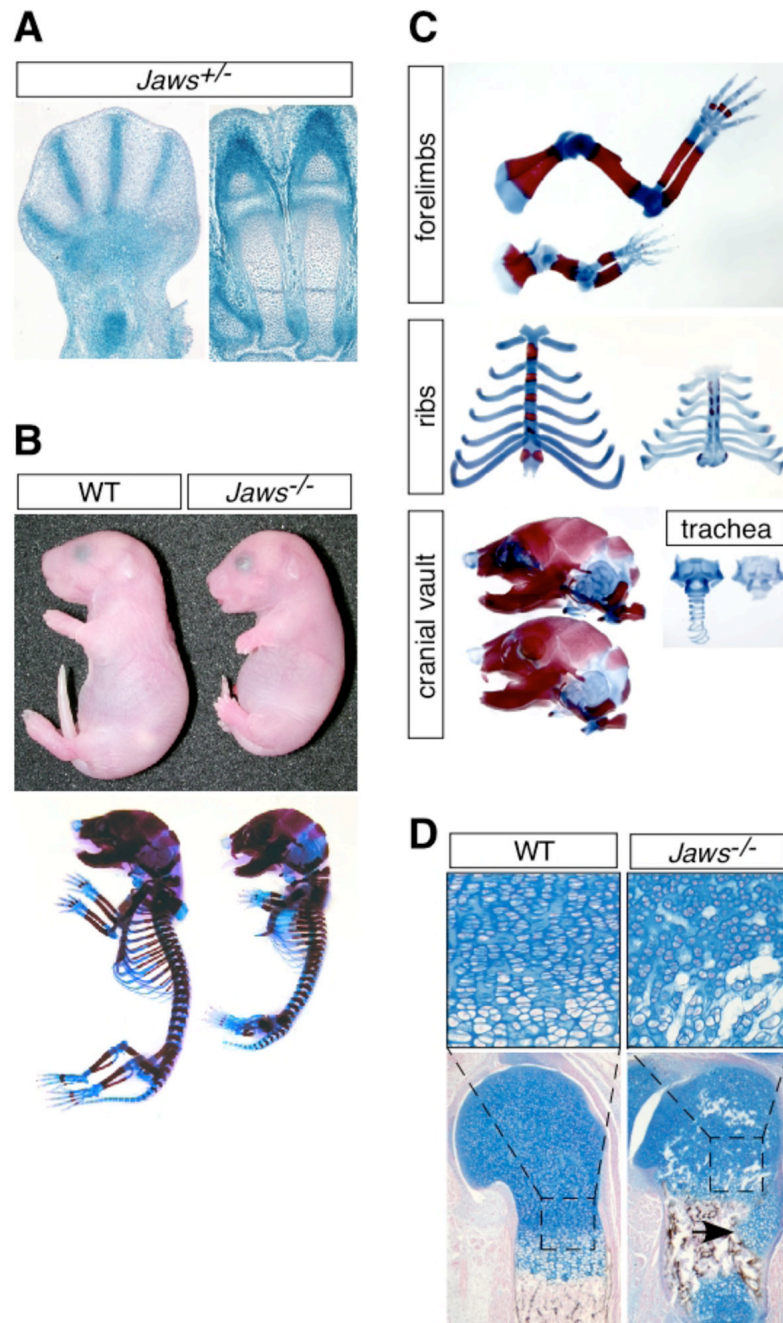 A
Jaws+/-
B
WT
Jaws-/-
C
forelimbs
ribs
cranial vault
trachea
D
WT
Jaws-/-